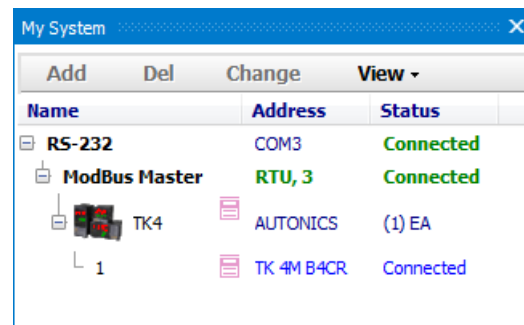 My System
Add Del Change View
Name Address Status
RS-232 COM3 Connected
ModBus Master RTU, 3 Connected
TK4 AUTONICS (1) EA
1 TK 4M B4CR Connected